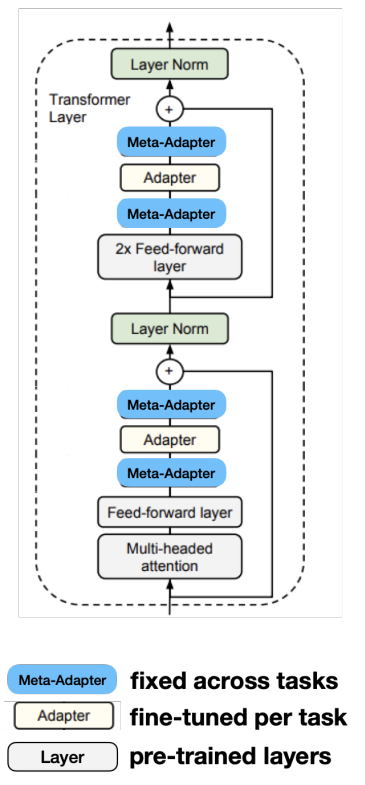 Layer Norm
Transformer
Layer
+
Meta-Adapter
Adapter
Meta-Adapter
2x Feed-forward
layer
Layer Norm
+
Meta-Adapter
Adapter
Meta-Adapter
Feed-forward layer
Multi-headed
attention
Meta-Adapter fixed across tasks
Adapter fine-tuned per task
Layer pre-trained layers